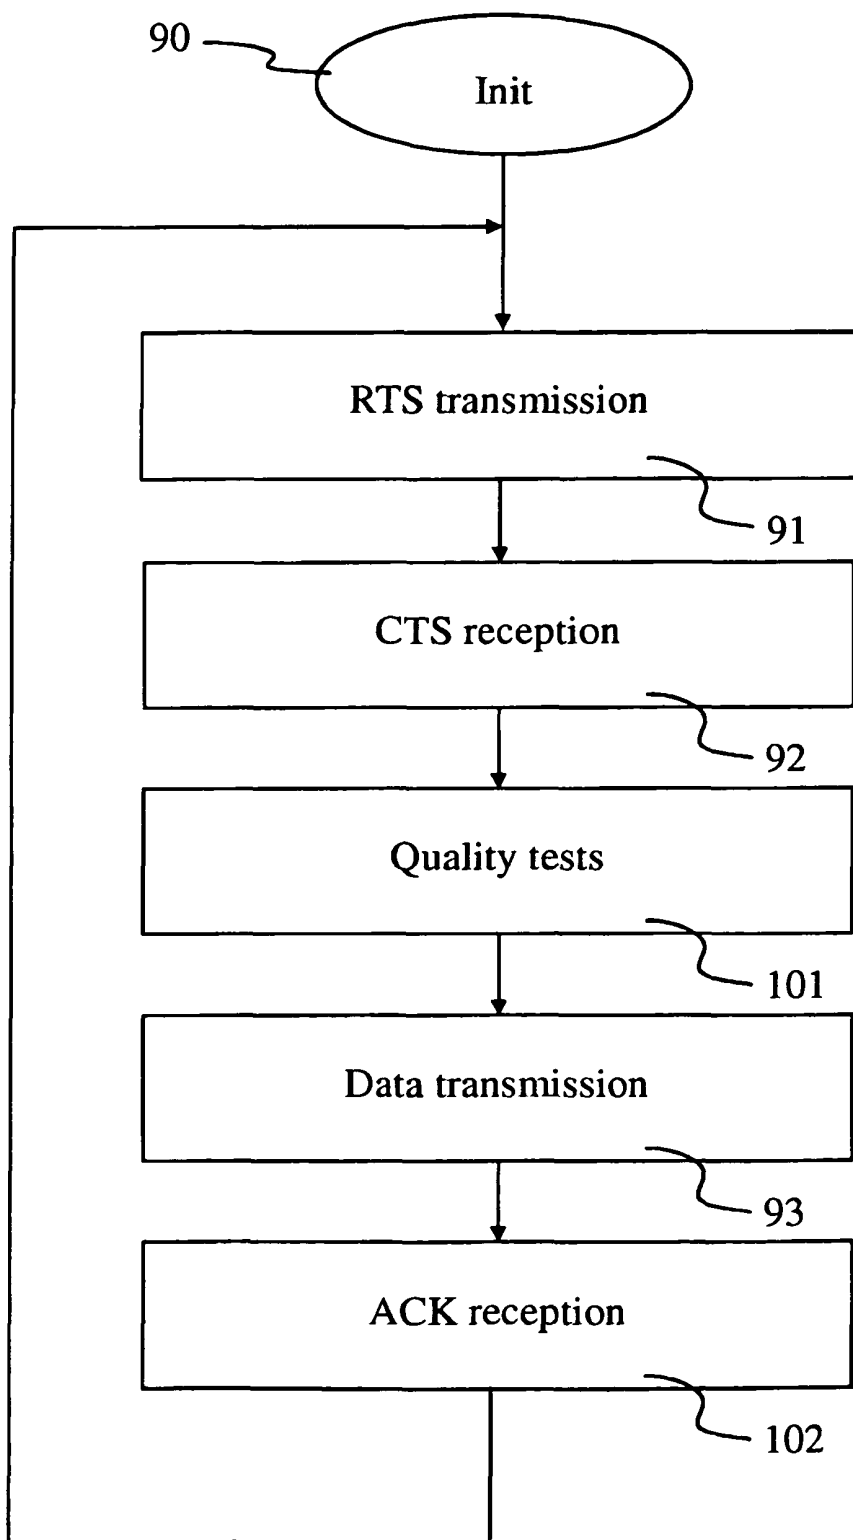 90
Init
RTS transmission
91
CTS reception
92
Quality tests
101
Data transmission
93
ACK reception
102